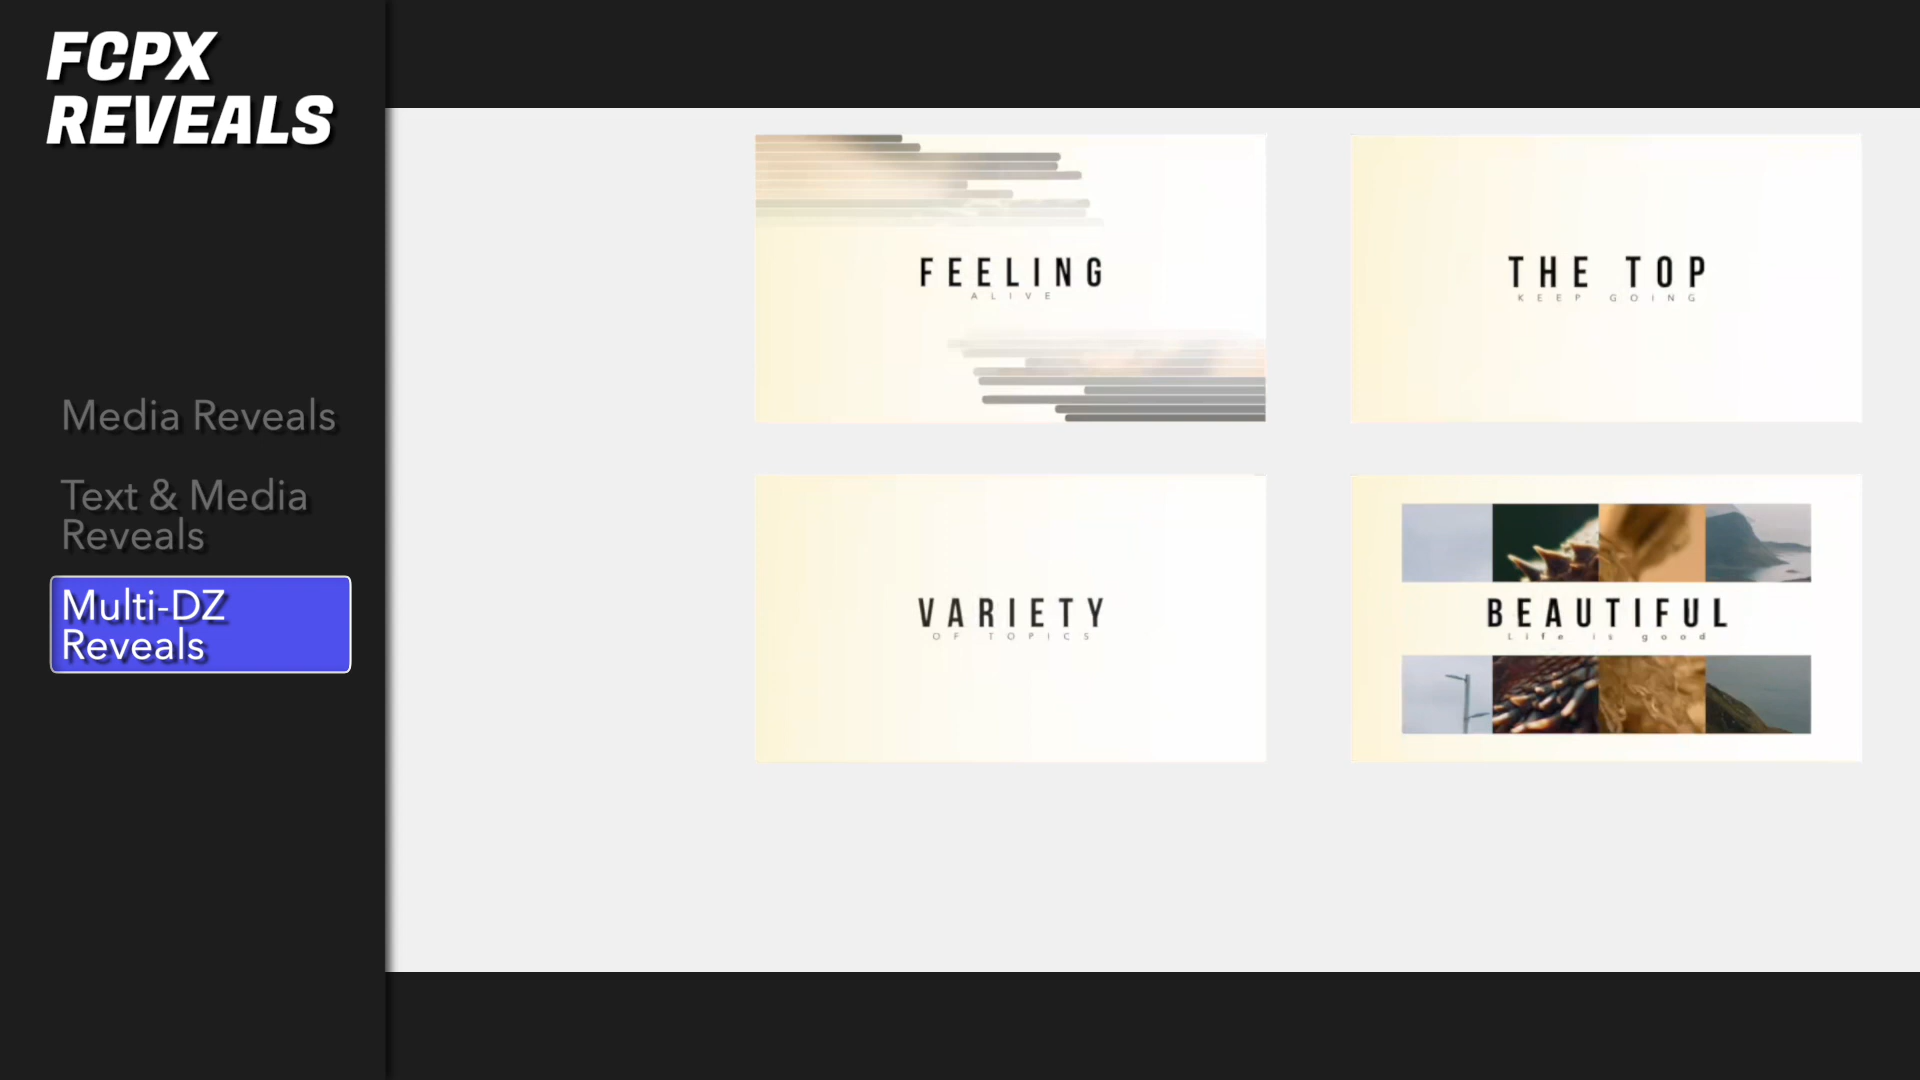 FCPX
REVEALS
Media Reveals
Text & Media
Reveals
Multi-DZ
Reveals
FEELING
ALIVE
THE TOP
KEEP GOING
VARIETY
OF TOPICS
BEAUTIFUL
Life is good